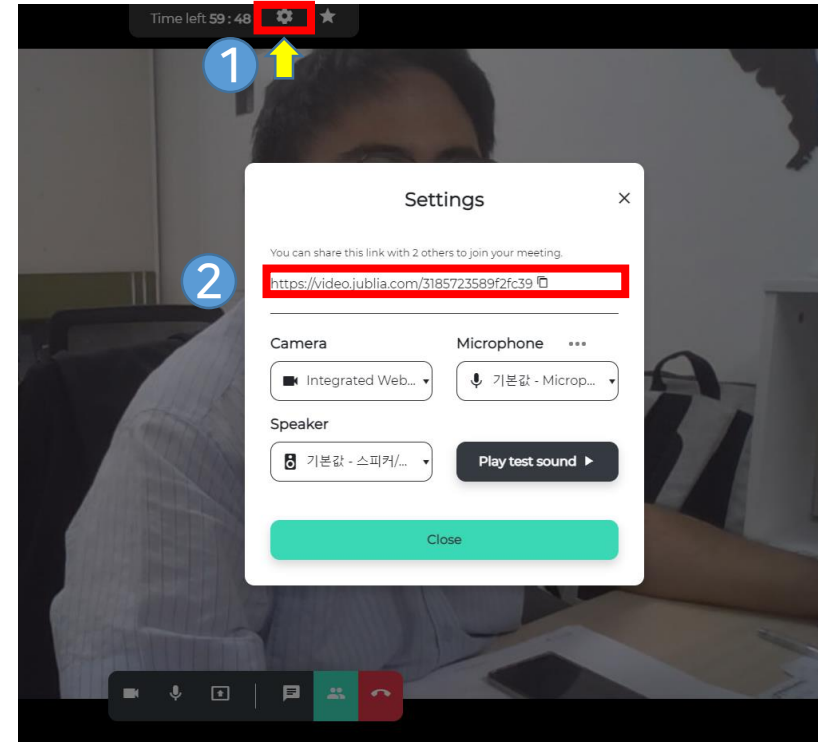 Time left 59 : 48
1
Settings
You can share this link with 2 others to join your meeting.
2
https://video.jublia.com/3185723589f2fc39
Camera
Microphone
Integrated Web...
기본값 - Microp...
Speaker
기본값 - 스피커/...
Play test sound
Close